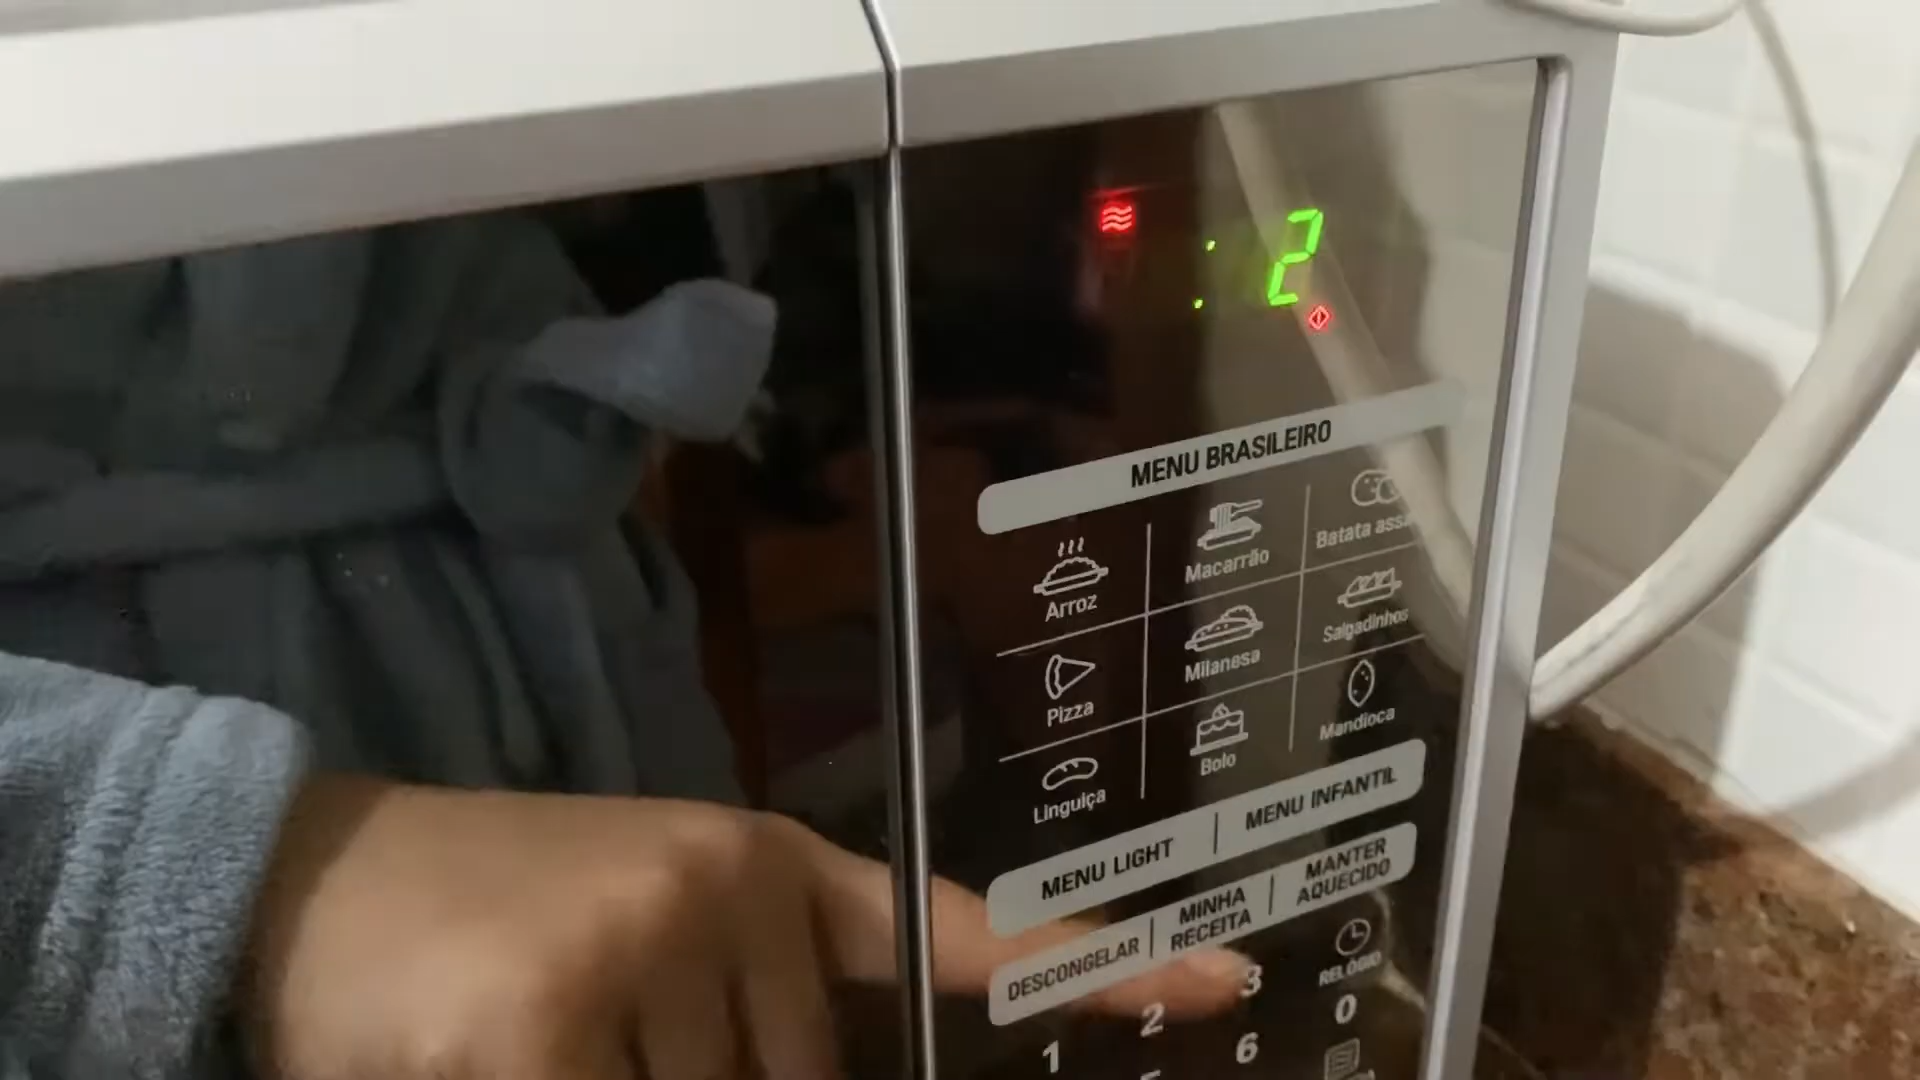 : 2
MENU BRASILEIRO
Arroz
Macarrão
Batata
Pizza
Milanesa
Salgadinhos
Linguiça
Bolo
Mandioca
MENU LIGHT
MENU INFANTIL
DESCONGELAR
MINHA
RECEITA
MANTER
AQUECIDO
RELÓGIO
1
2
3
0
6